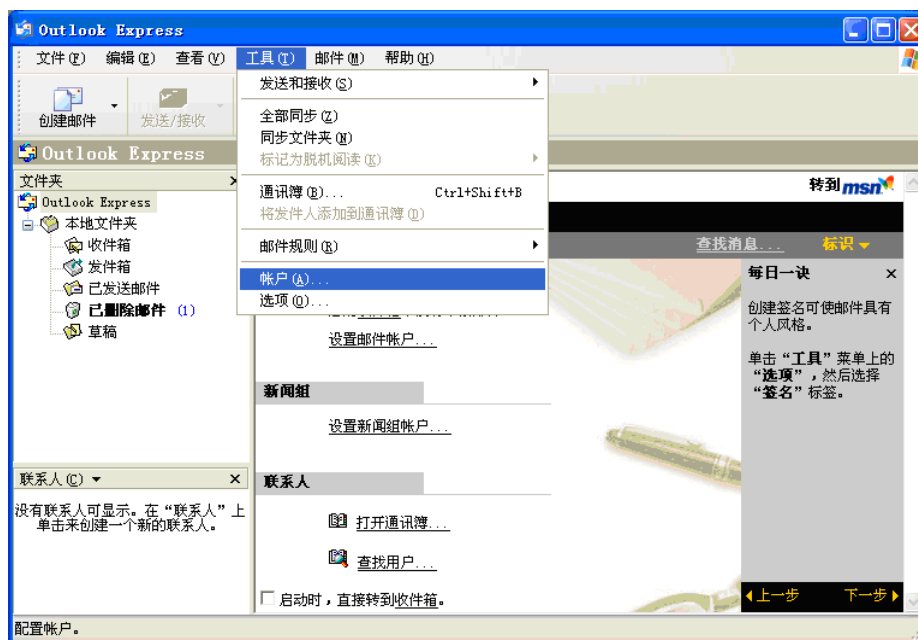 Outlook Express
文件(F) 编辑(E) 查看(V) 工具(T) 邮件(M) 帮助(H)
创建邮件 发送/接收
Outlook Express
发送和接收(S)
全部同步(Z)
同步文件夹(N)
标记为脱机阅读(K)
通讯簿(B)... Ctrl+Shift+B
将发件人添加到通讯簿(D)
邮件规则(R)
帐户(A)...
选项(O)...
文件夹 ×
Outlook Express
本地文件夹
收件箱
发件箱
已发送邮件
已删除邮件 (1)
草稿
联系人(C) ×
没有联系人可显示。在“联系人”上
单击来创建一个新的联系人。
转到 msn
查找消息... 标识
设置邮件帐户...
新闻组
设置新闻组帐户...
联系人
打开通讯簿...
查找用户...
启动时，直接转到收件箱。
每日一诀 ×
创建签名可使邮件具有
个人风格。
单击“工具”菜单上的
“选项”，然后选择
“签名”标签。
上一步 下一步
配置帐户。